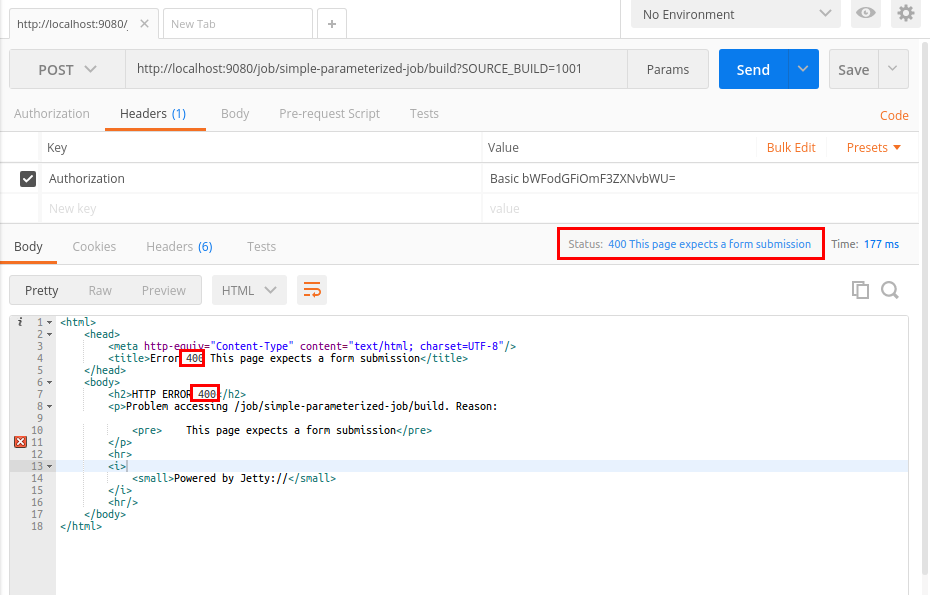 http://localhost:9080/j
New Tab
No Environment
POST
http://localhost:9080/job/simple-parameterized-job/build?SOURCE_BUILD=1001
Params
Send
Save
Authorization
Headers (1)
Body
Pre-request Script
Tests
Code
Key
Value
Bulk Edit
Presets
Authorization
Basic bWFodGFiOmF3ZXNvbWU=
New key
value
Body
Cookies
Headers (6)
Tests
Status: 400 This page expects a form submission
Time: 177 ms
Pretty
Raw
Preview
HTML
i 1 <html>
2 <head>
3 <meta http-equiv="Content-Type" content="text/html; charset=UTF-8"/>
4 <title>Error 400 This page expects a form submission</title>
5 </head>
6 <body>
7 <h2>HTTP ERROR 400</h2>
8 <p>Problem accessing /job/simple-parameterized-job/build. Reason:
9
10 <pre> This page expects a form submission</pre>
11 </p>
12 <hr>
13 <i>
14 <small>Powered by Jetty://</small>
15 </i>
16 <hr/>
17 </body>
18 </html>